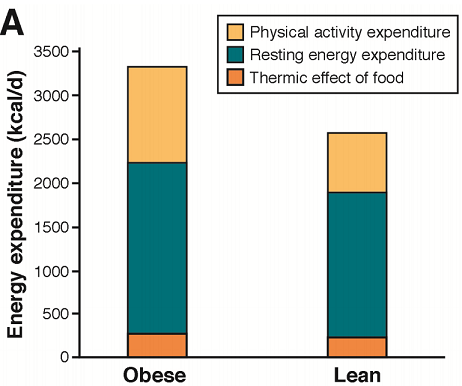 A
Physical activity expenditure
Resting energy expenditure
Thermic effect of food
Energy expenditure (kcal/d)
3500
3000
2500
2000
1500
1000
500
0
Obese
Lean